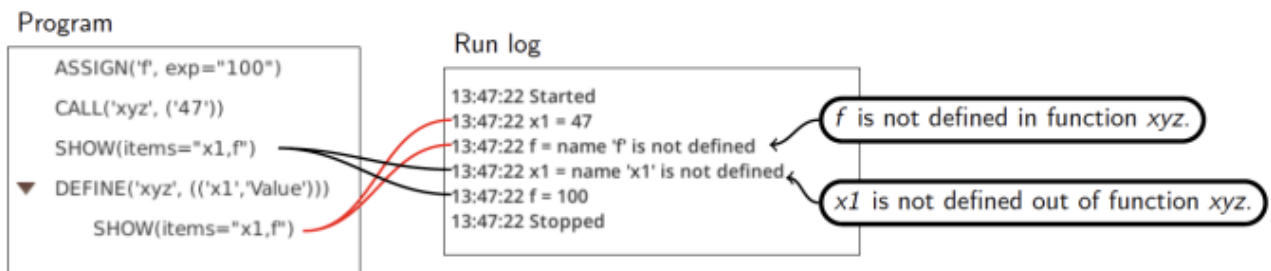 Program
ASSIGN('f', exp="100")
CALL('xyz', ('47'))
SHOW(items="x1,f")
DEFINE('xyz', (('x1','Value')))
SHOW(items="x1,f")
Run log
13:47:22 Started
13:47:22 x1 = 47
13:47:22 f = name 'f' is not defined
13:47:22 x1 = name 'x1' is not defined
13:47:22 f = 100
13:47:22 Stopped
f is not defined in function xyz.
x1 is not defined out of function xyz.